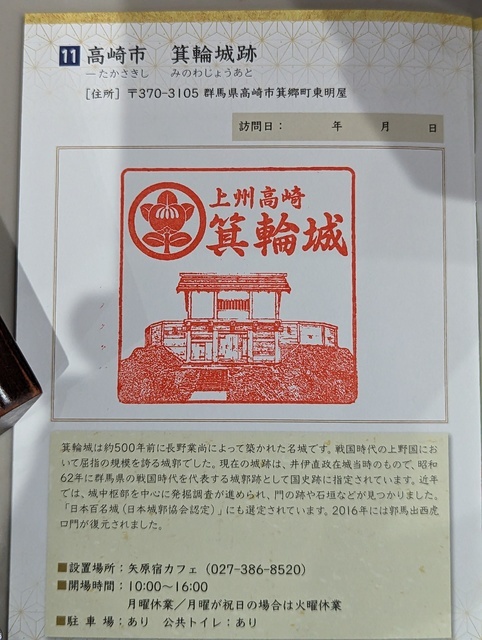 11 高崎市 箕輪城跡
―たかさきし みのわじょうあと
[住所] 〒370-3105 群馬県高崎市箕郷町東明屋
訪問日： 年 月 日
上州高崎
箕輪城
箕輪城は約500年前に長野業尚によって築かれた名城です。戦国時代の上野国にお
いて屈指の規模を誇る城郭でした。現在の城跡は、井伊直政在城当時のもので、昭和
62年に群馬県の戦国時代を代表する城郭跡として国史跡に指定されています。近年
では、城中枢部を中心に発掘調査が進められ、門の跡や石垣などが見つかりました。
「日本百名城（日本城郭協会認定）」にも選定されています。2016年には郭馬出西虎
口門が復元されました。
■設置場所：矢原宿カフェ（027-386-8520）
■開場時間：10:00〜16:00
月曜休業／月曜が祝日の場合は火曜休業
■駐車場：あり 公共トイレ：あり